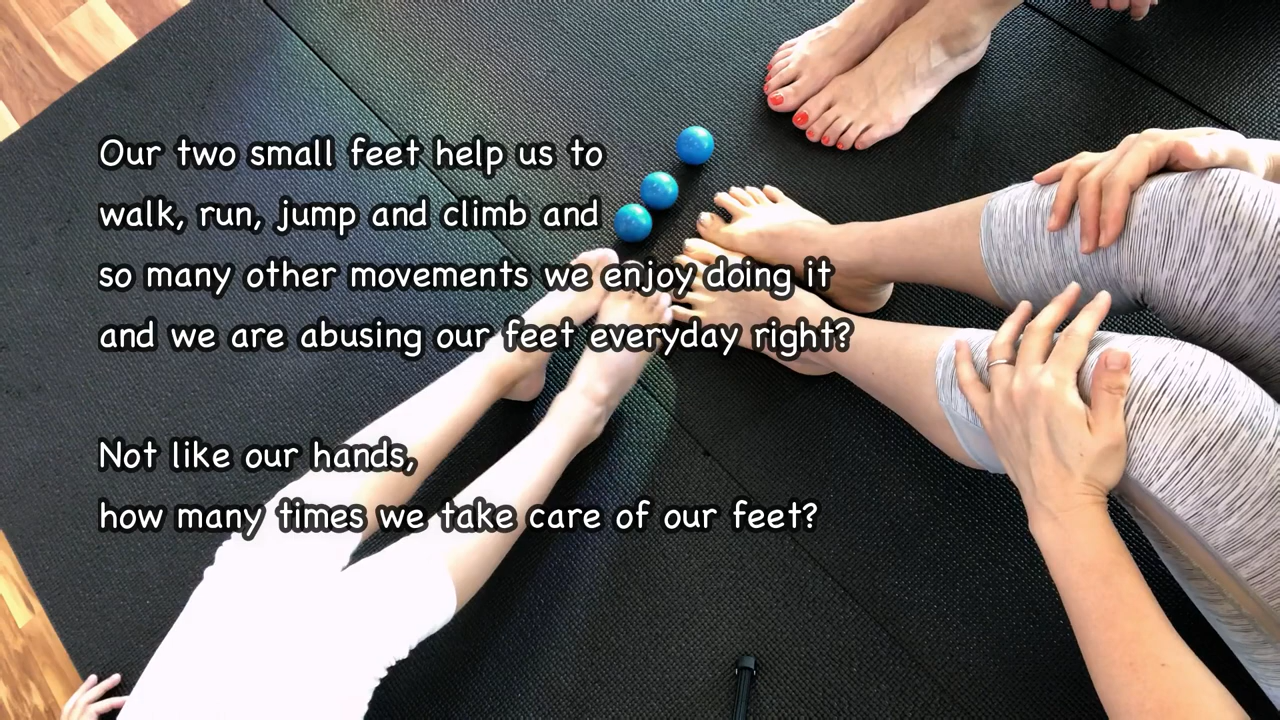 Our two small feet help us to
walk, run, jump and climb and
so many other movements we enjoy doing it
and we are abusing our feet everyday right?
Not like our hands,
how many times we take care of our feet?